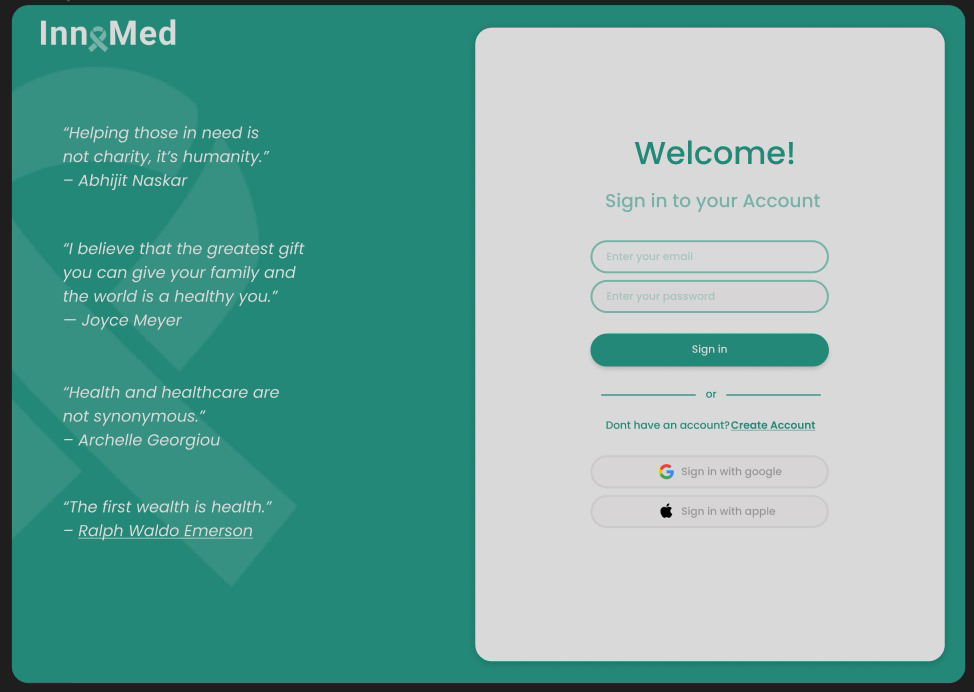 InnoMed
“Helping those in need is
not charity, it’s humanity.”
– Abhijit Naskar
“I believe that the greatest gift
you can give your family and
the world is a healthy you.“
— Joyce Meyer
“Health and healthcare are
not synonymous.“
– Archelle Georgiou
“The first wealth is health.”
– Ralph Waldo Emerson
Welcome!
Sign in to your Account
Enter your email
Enter your password
Sign in
or
Dont have an account? Create Account
Sign in with google
Sign in with apple